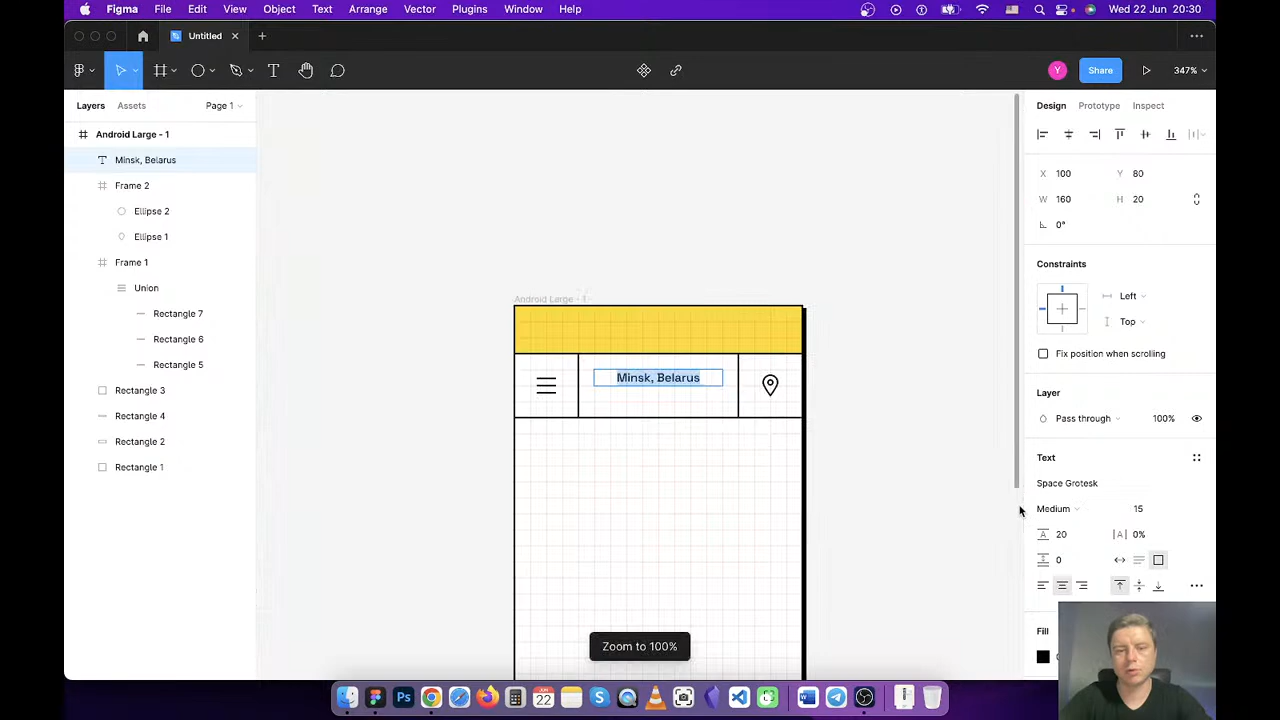 Figma File Edit View Object Text Arrange Vector Plugins Window Help Wed 22 Jun 20:30
Untitled
Share 347%
Layers Assets Page 1
Design Prototype Inspect
Android Large - 1
Minsk, Belarus
Frame 2
Ellipse 2
Ellipse 1
Frame 1
Union
Rectangle 7
Rectangle 6
Rectangle 5
Rectangle 3
Rectangle 4
Rectangle 2
Rectangle 1
Android Large - 1
Minsk, Belarus
Zoom to 100%
X 100 Y 80
W 160 H 20
0°
Constraints
Left
Top
Fix position when scrolling
Layer
Pass through 100%
Text
Space Grotesk
Medium 15
A 20 |A| 0%
0
Fill
JUN
22